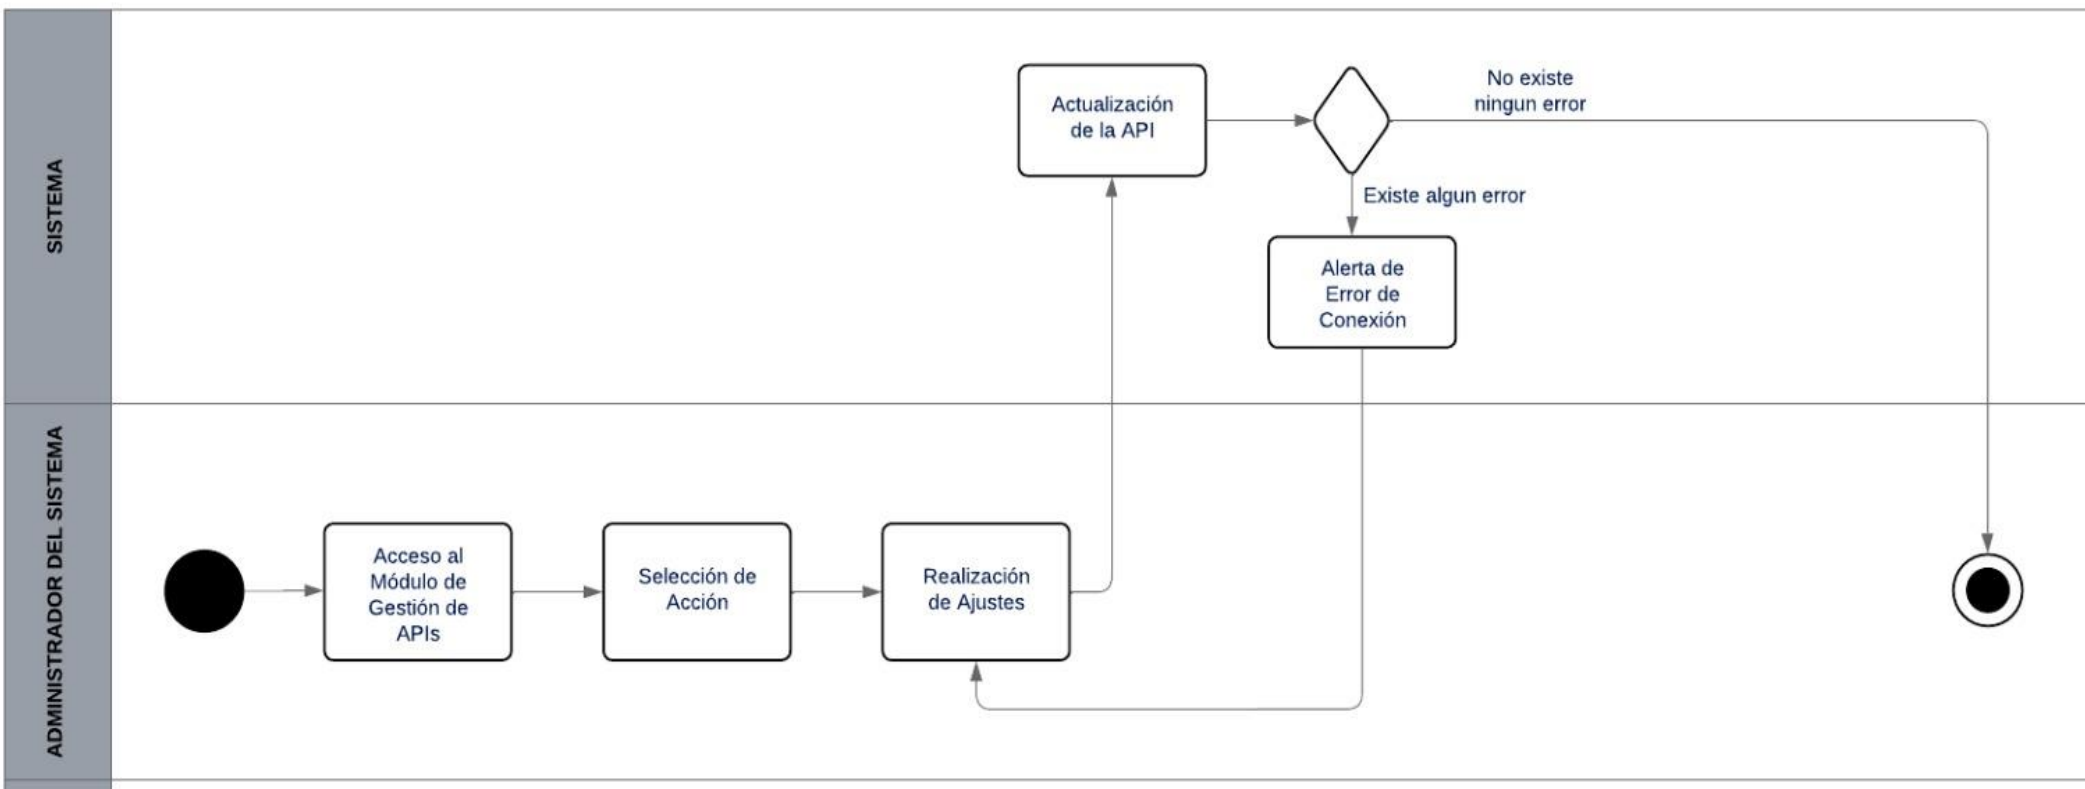 SISTEMA
Actualización
de la API
No existe
ningun error
Existe algun error
Alerta de
Error de
Conexión
ADMINISTRADOR DEL SISTEMA
Acceso al
Módulo de
Gestión de
APIs
Selección de
Acción
Realización
de Ajustes